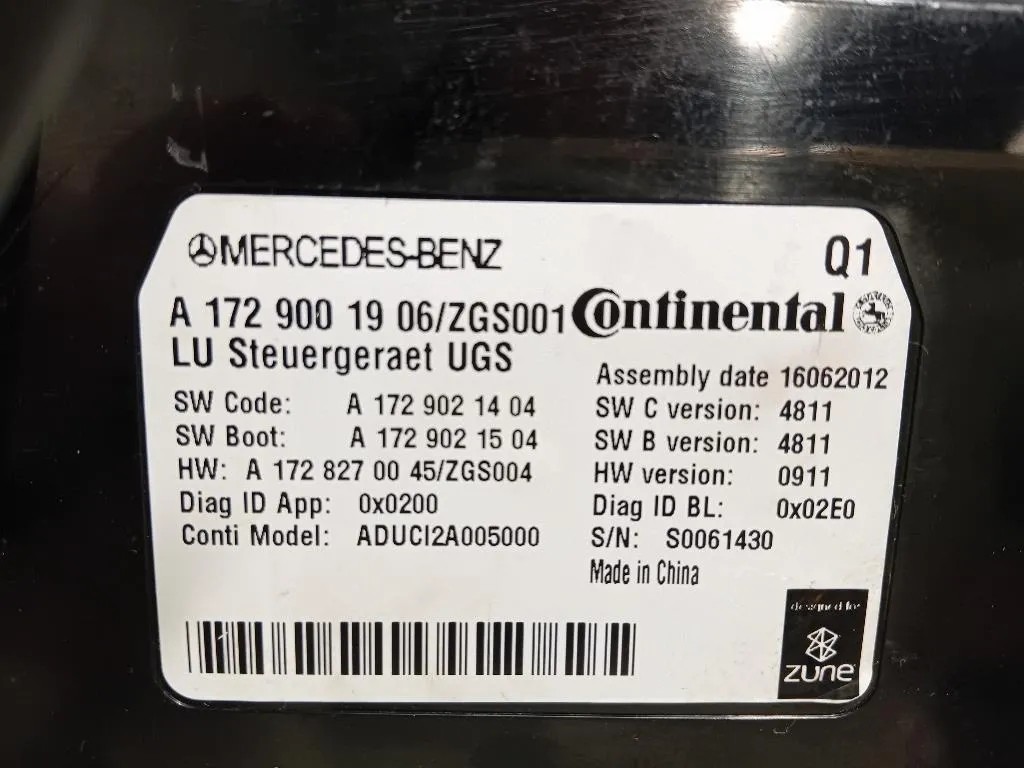 MERCEDES-BENZ
Q1
A 172 900 19 06/ZGS001
Continental
LU Steuergeraet UGS
Assembly date 16062012
SW Code: A 172 902 14 04
SW C version: 4811
SW Boot: A 172 902 15 04
SW B version: 4811
HW: A 172 827 00 45/ZGS004
HW version: 0911
Diag ID App: 0x0200
Diag ID BL: 0x02E0
Conti Model: ADUCI2A005000
S/N: S0061430
Made in China
designed for
zune